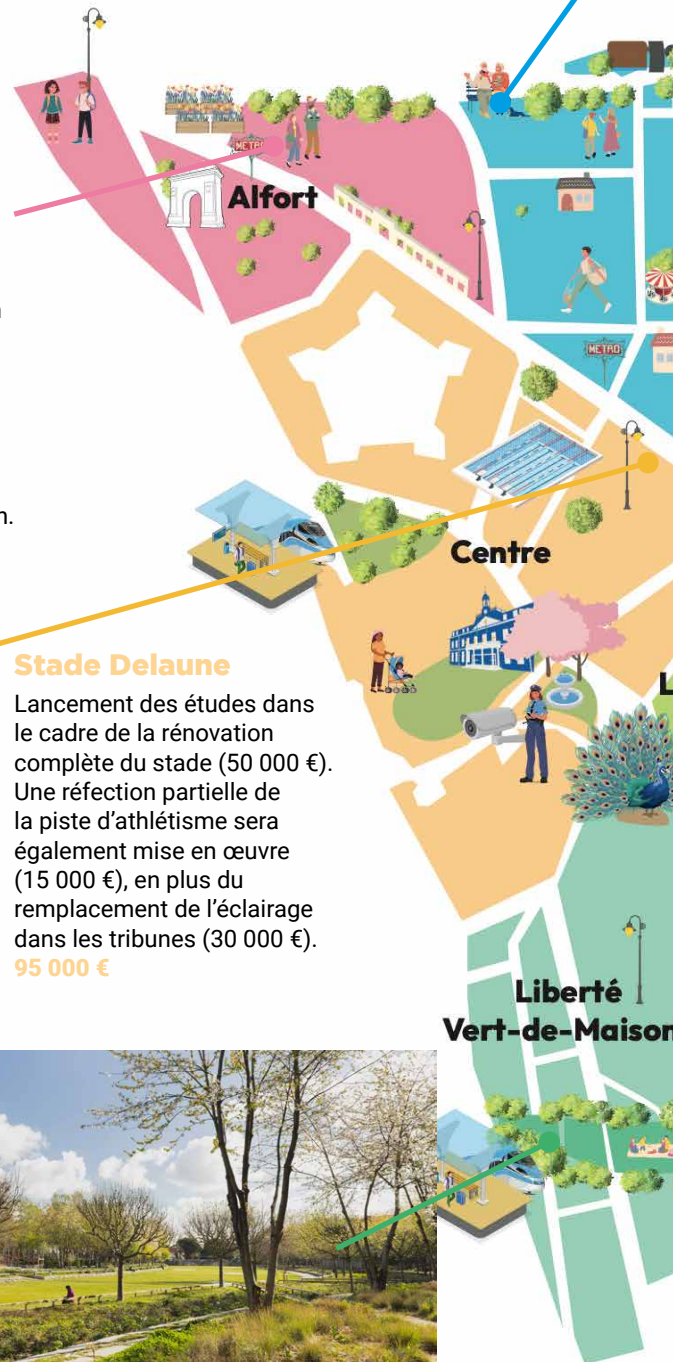 METRO
Alfort
METRO
n.
Centre
Stade Delaune
Lancement des études dans
le cadre de la rénovation
complète du stade (50 000 €).
Une réfection partielle de
la piste d’athlétisme sera
également mise en œuvre
(15 000 €), en plus du
remplacement de l’éclairage
dans les tribunes (30 000 €).
95 000 €
L
Liberté
Vert-de-Maison